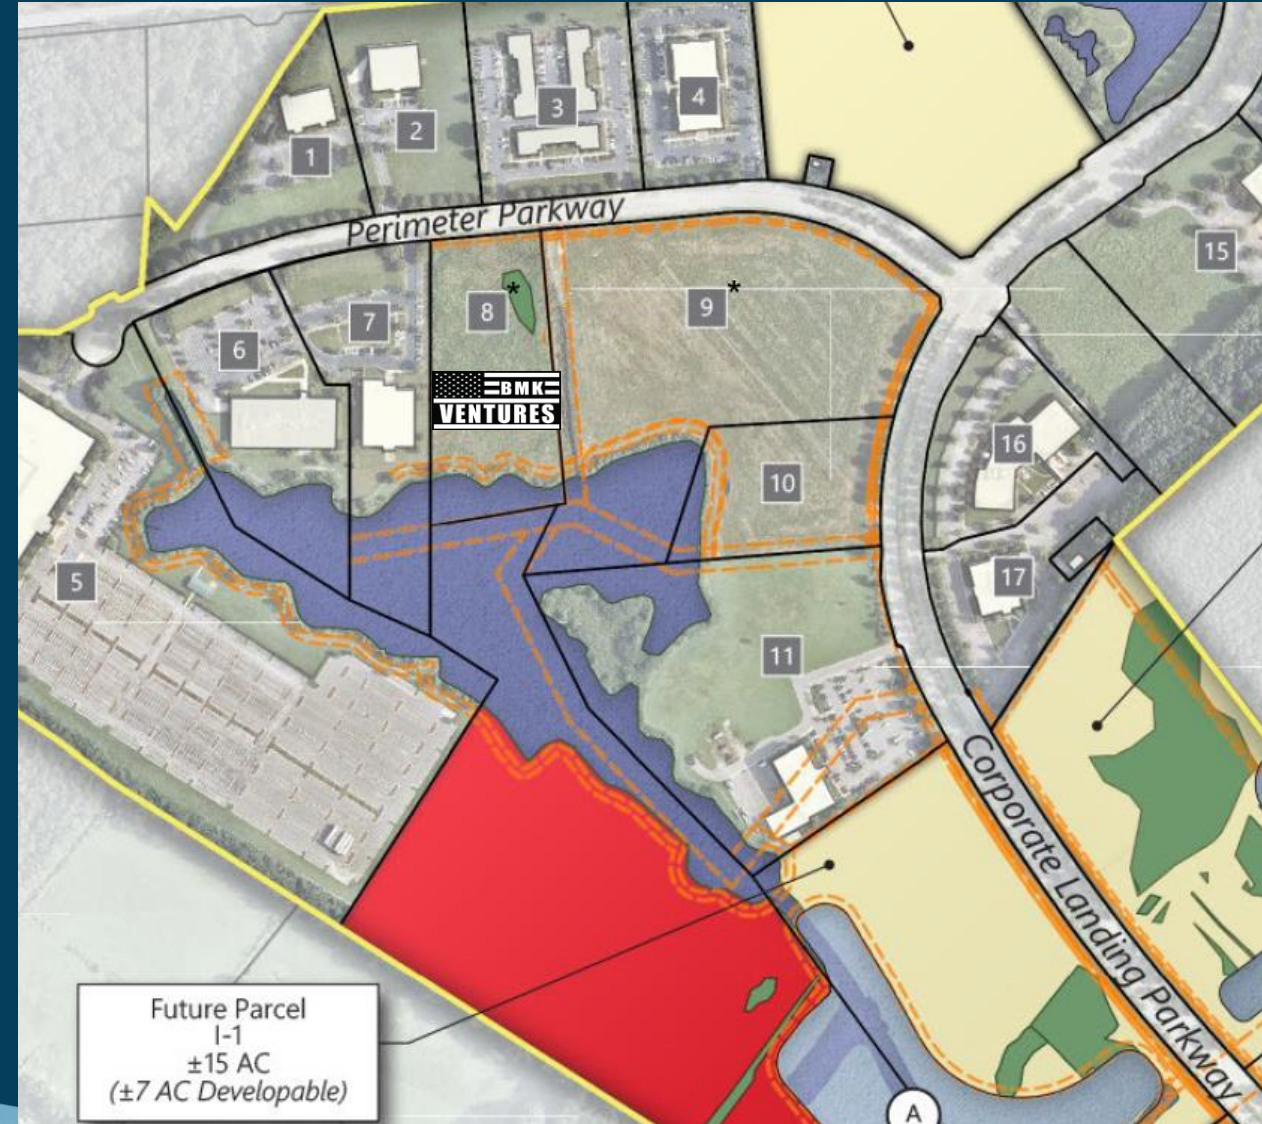 1
2
3
4
Perimeter Parkway
15
8
*
9
*
7
6
BMK
VENTURES
16
10
5
17
11
Corporate Landing Parkway
Future Parcel
I-1
±15 AC
(±7 AC Developable)
A